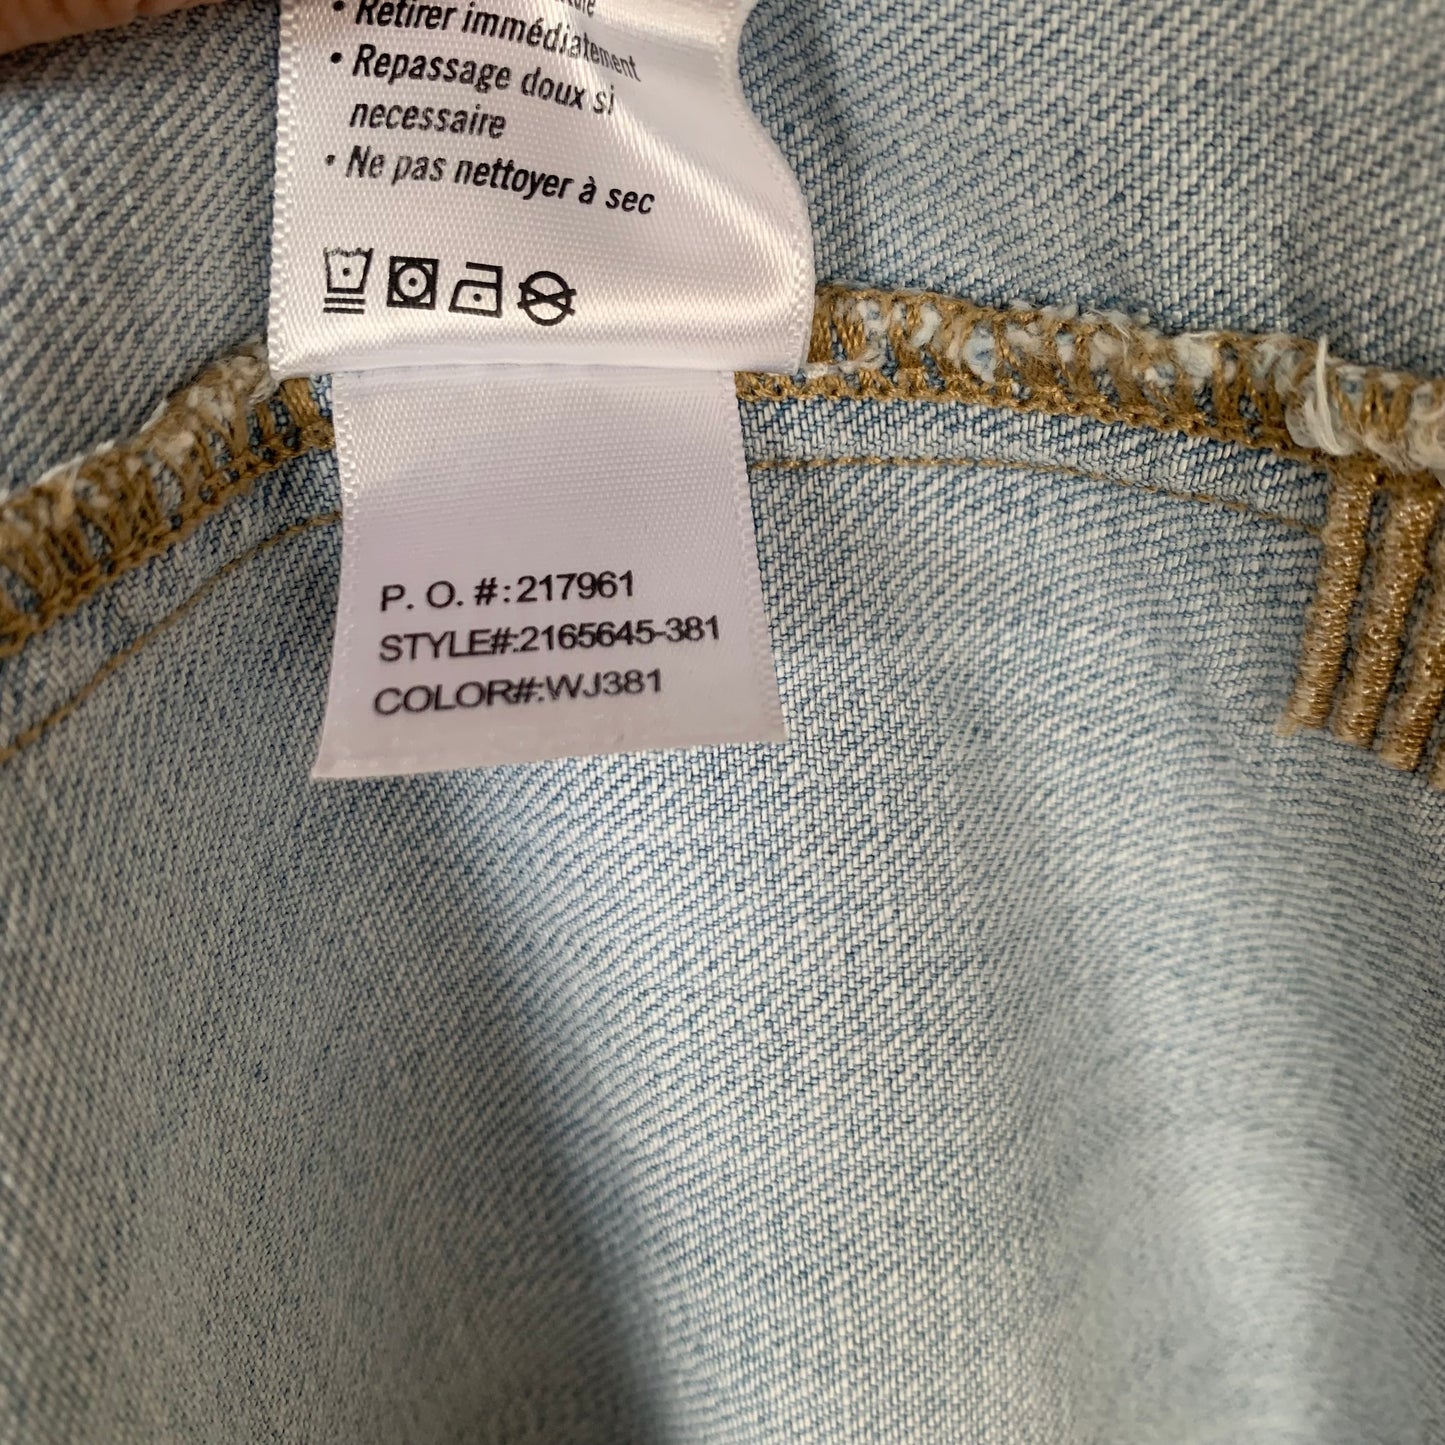 • Retirer immédiatement
• Repassage doux si
necessaire
• Ne pas nettoyer à sec
P. O. #:217961
STYLE#:2165645-381
COLOR#:WJ381